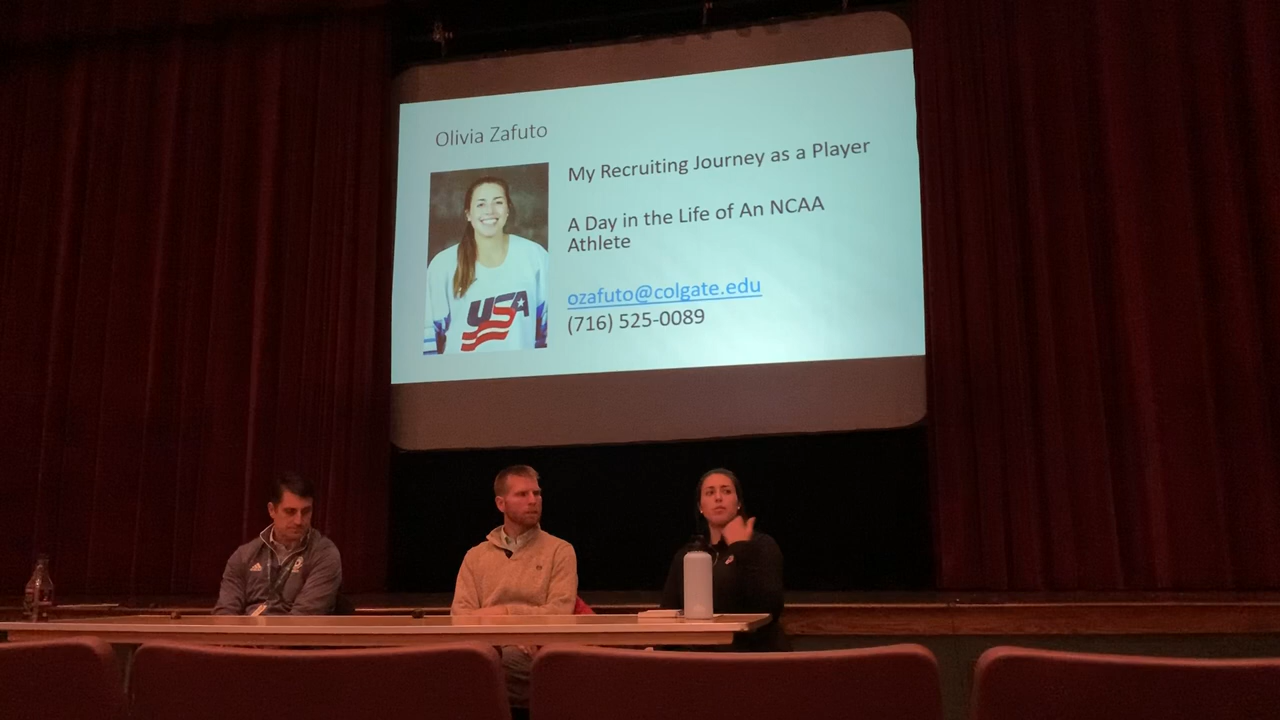 Olivia Zafuto
My Recruiting Journey as a Player
A Day in the Life of An NCAA
Athlete
ozafuto@colgate.edu
(716) 525-0089
USA